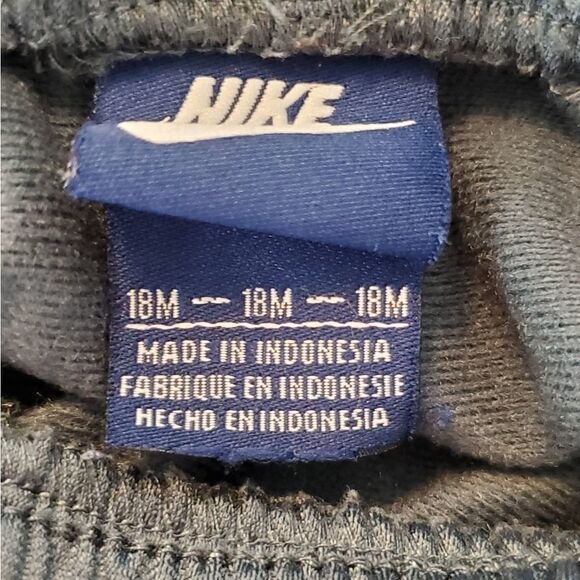 NIKE
18M — 18M — 18M
MADE IN INDONESIA
FABRIQUE EN INDONESIE
HECHO EN INDONESIA